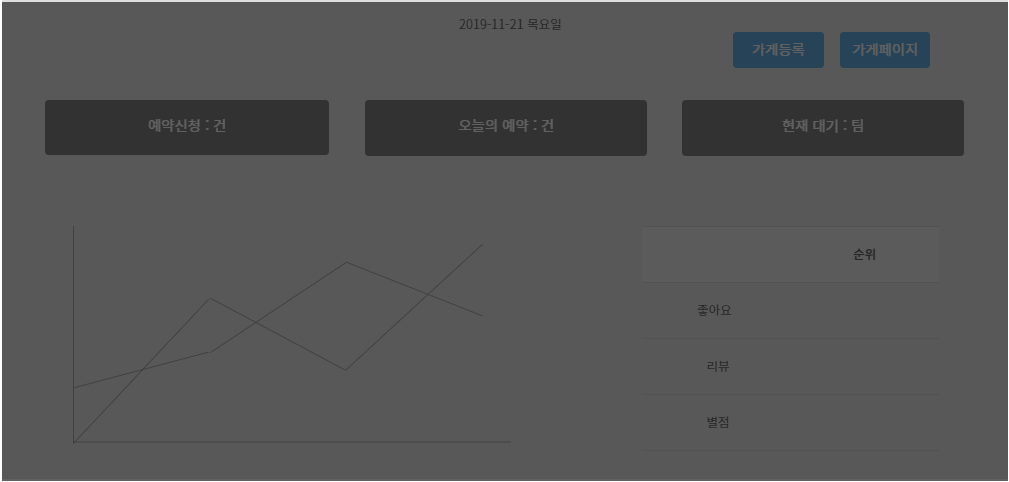 2019-11-21 목요일
가게등록
가게페이지
예약신청 : 건
오늘의 예약 : 건
현재 대기 : 팀
순위
좋아요
리뷰
별점